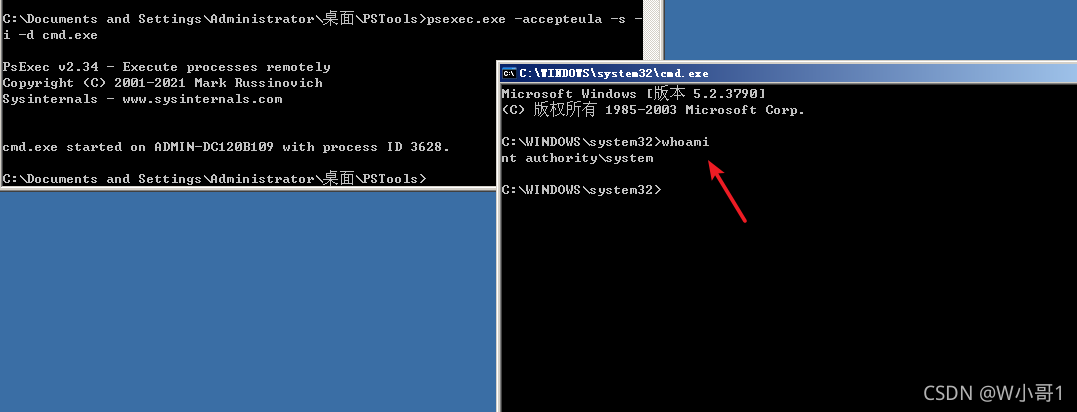 C:\Documents and Settings\Administrator\桌面\PSTools>psexec.exe -accepteula -s -
i -d cmd.exe
PsExec v2.34 - Execute processes remotely
Copyright (C) 2001-2021 Mark Russinovich
Sysinternals - www.sysinternals.com
cmd.exe started on ADMIN-DC120B109 with process ID 3628.
C:\Documents and Settings\Administrator\桌面\PSTools>
C:\WINDOWS\system32\cmd.exe
Microsoft Windows [版本 5.2.3790]
(C) 版权所有 1985-2003 Microsoft Corp.
C:\WINDOWS\system32>whoami
nt authority\system
C:\WINDOWS\system32>
CSDN @W小哥1